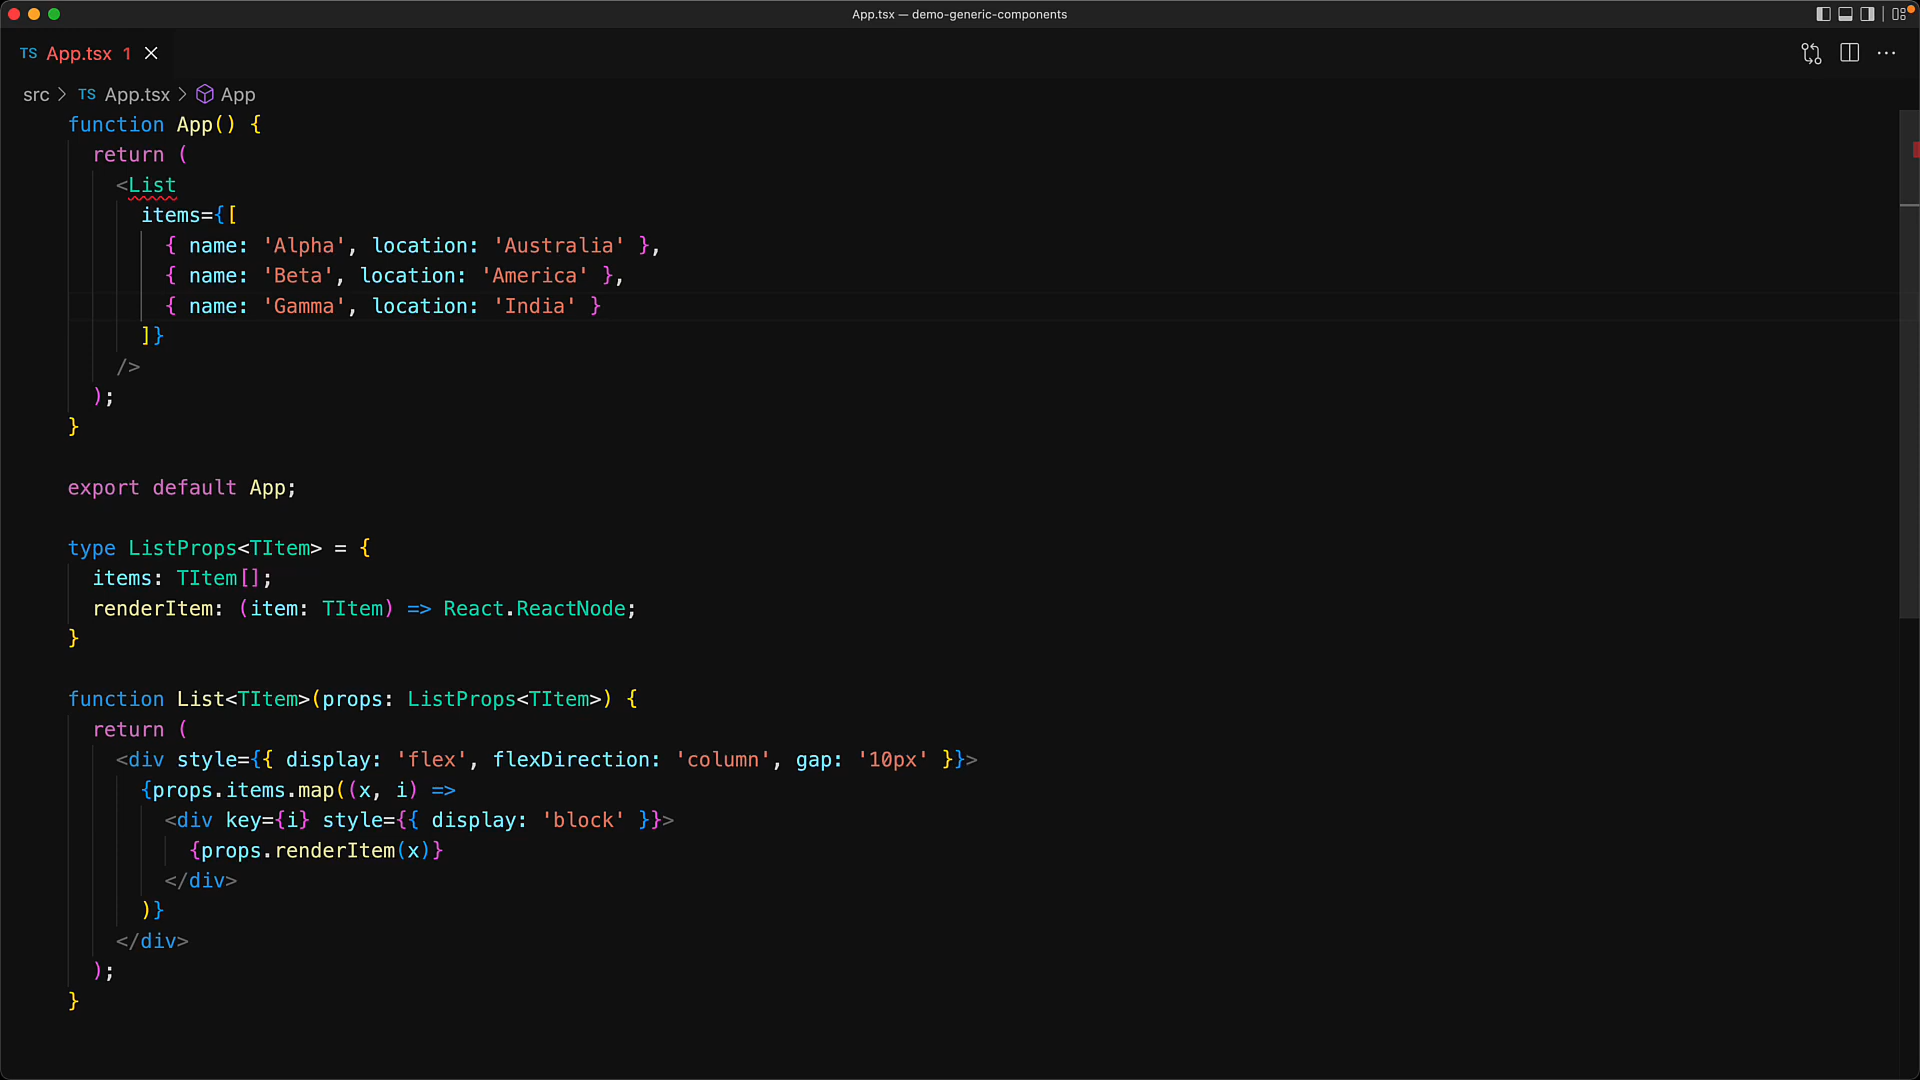 App.tsx — demo-generic-components
TS App.tsx 1
src > TS App.tsx > App
function App() {
  return (
    <List
      items={[
        { name: 'Alpha', location: 'Australia' },
        { name: 'Beta', location: 'America' },
        { name: 'Gamma', location: 'India' }
      ]}
    />
  );
}
export default App;
type ListProps<TItem> = {
  items: TItem[];
  renderItem: (item: TItem) => React.ReactNode;
}
function List<TItem>(props: ListProps<TItem>) {
  return (
    <div style={{ display: 'flex', flexDirection: 'column', gap: '10px' }}>
      {props.items.map((x, i) =>
        <div key={i} style={{ display: 'block' }}>
          {props.renderItem(x)}
        </div>
      )}
    </div>
  );
}